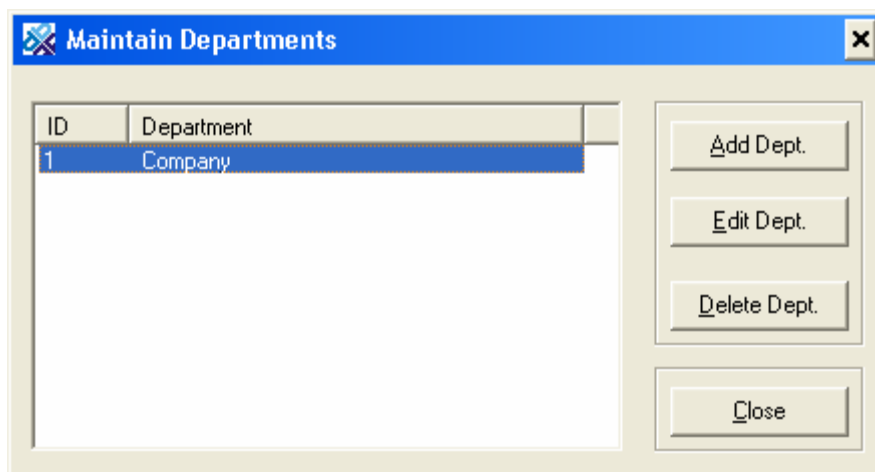 Maintain Departments
ID Department
1 Company
Add Dept.
Edit Dept.
Delete Dept.
Close